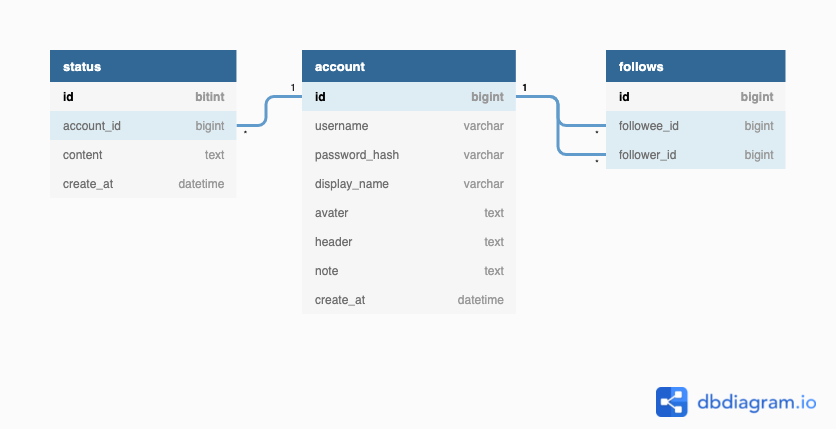 status
id bitint
account_id bigint
content text
create_at datetime
1
*
account
id bigint
username varchar
password_hash varchar
display_name varchar
avater text
header text
note text
create_at datetime
1
*
*
follows
id bigint
followee_id bigint
follower_id bigint
dbdiagram.io